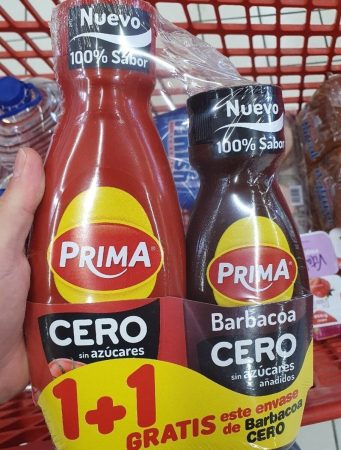 Nuevo
100% Sabor
PRIMA®
CERO
sin azúcares
Nuevo
100% Sabor
PRIMA®
Barbacoa
CERO
sin azúcares
añadidos
1+1
GRATIS este envase
de Barbacoa
CERO